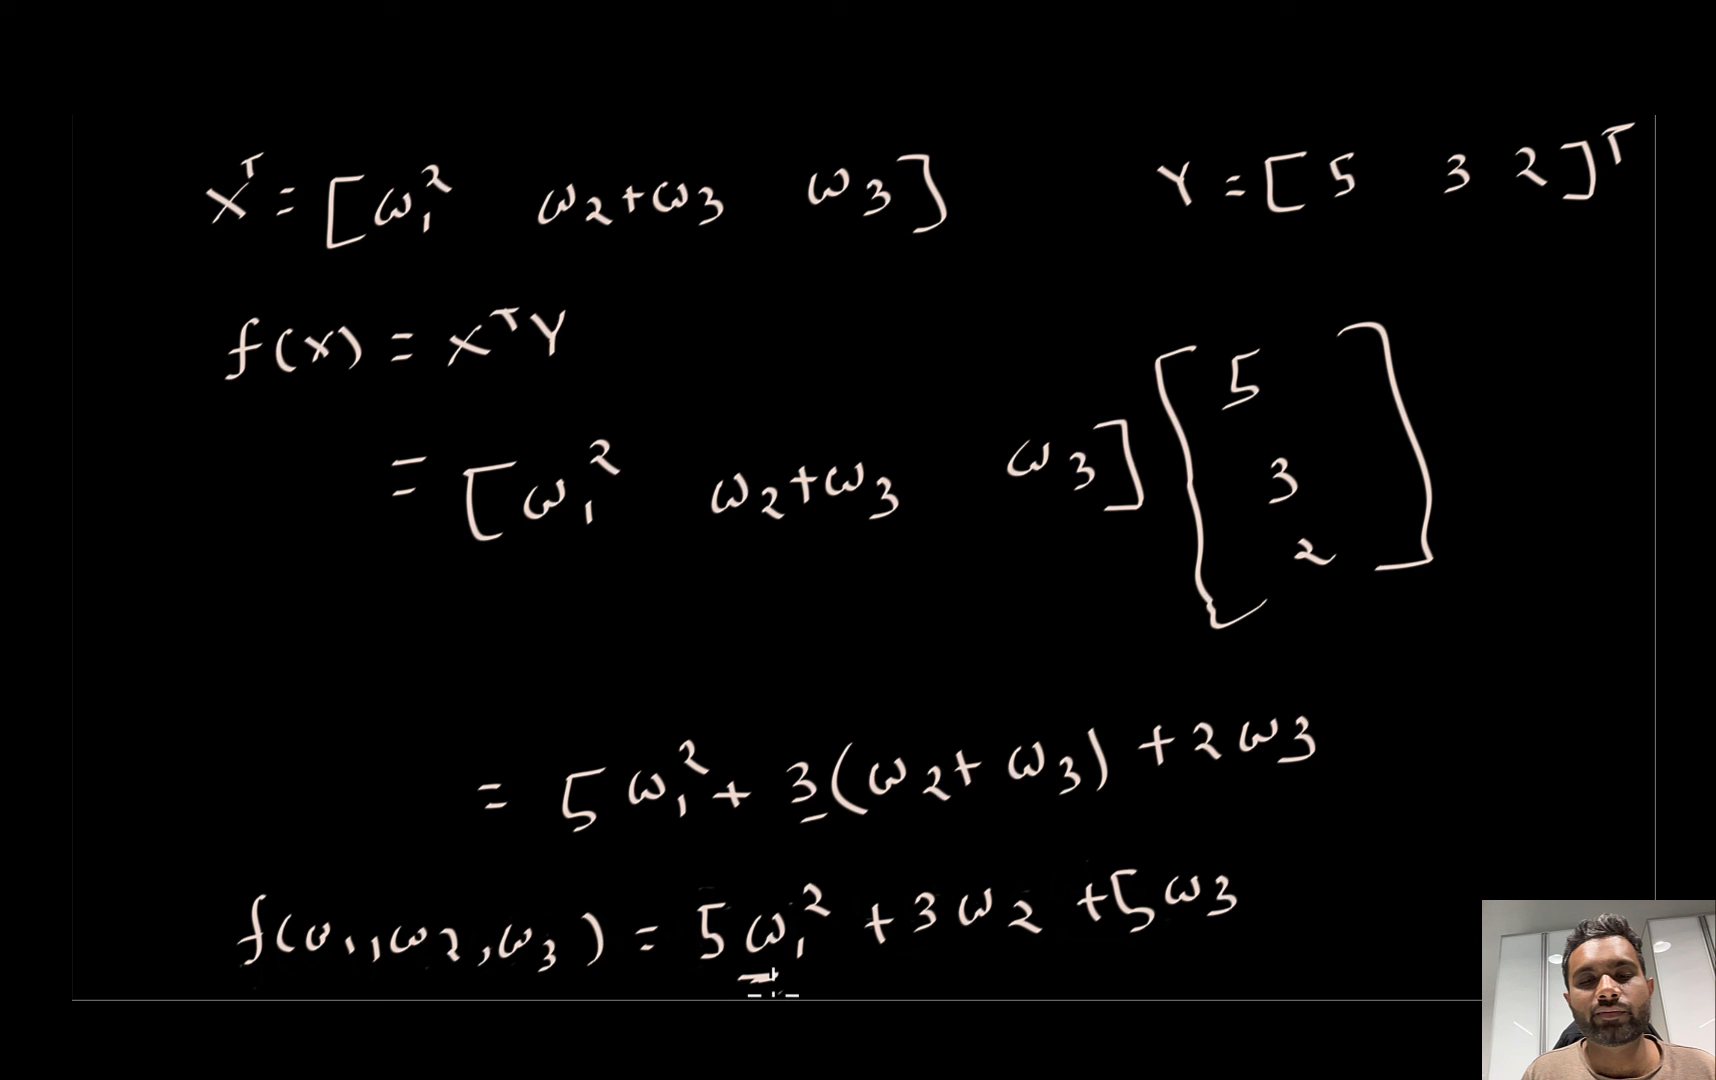 Xᵀ = [ω₁² ω₂+ω₃ ω₃] Y = [5 3 2]ᵀ
f(x) = XᵀY
= [ω₁² ω₂+ω₃ ω₃] [5
3
2]
= 5ω₁² + 3(ω₂+ω₃) + 2ω₃
f(ω₁,ω₂,ω₃) = 5ω₁² + 3ω₂ + 5ω₃